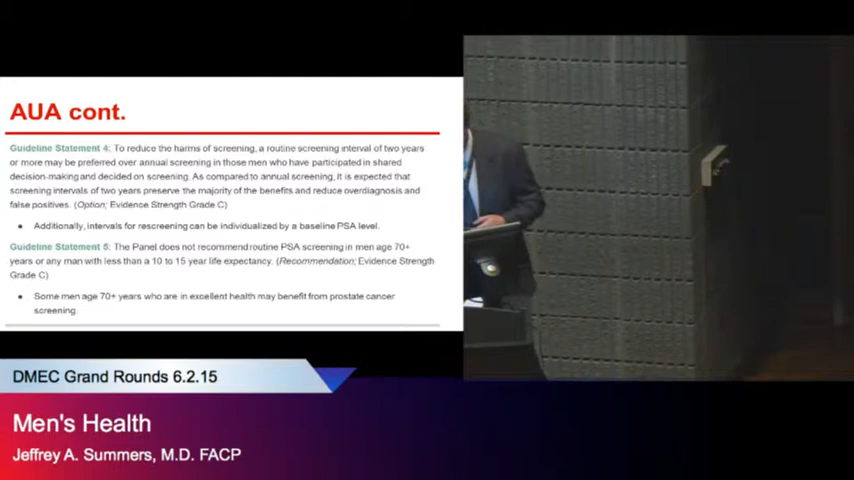 AUA cont.
Guideline Statement 4: To reduce the harms of screening, a routine screening interval of two years
or more may be preferred over annual screening in those men who have participated in shared
decision-making and decided on screening. As compared to annual screening, it is expected that
screening intervals of two years preserve the majority of the benefits and reduce overdiagnosis and
false positives. (Option; Evidence Strength Grade C)
● Additionally, intervals for rescreening can be individualized by a baseline PSA level.
Guideline Statement 5: The Panel does not recommend routine PSA screening in men age 70+
years or any man with less than a 10 to 15 year life expectancy. (Recommendation; Evidence Strength
Grade C)
● Some men age 70+ years who are in excellent health may benefit from prostate cancer
screening.
DMEC Grand Rounds 6.2.15
Men's Health
Jeffrey A. Summers, M.D. FACP